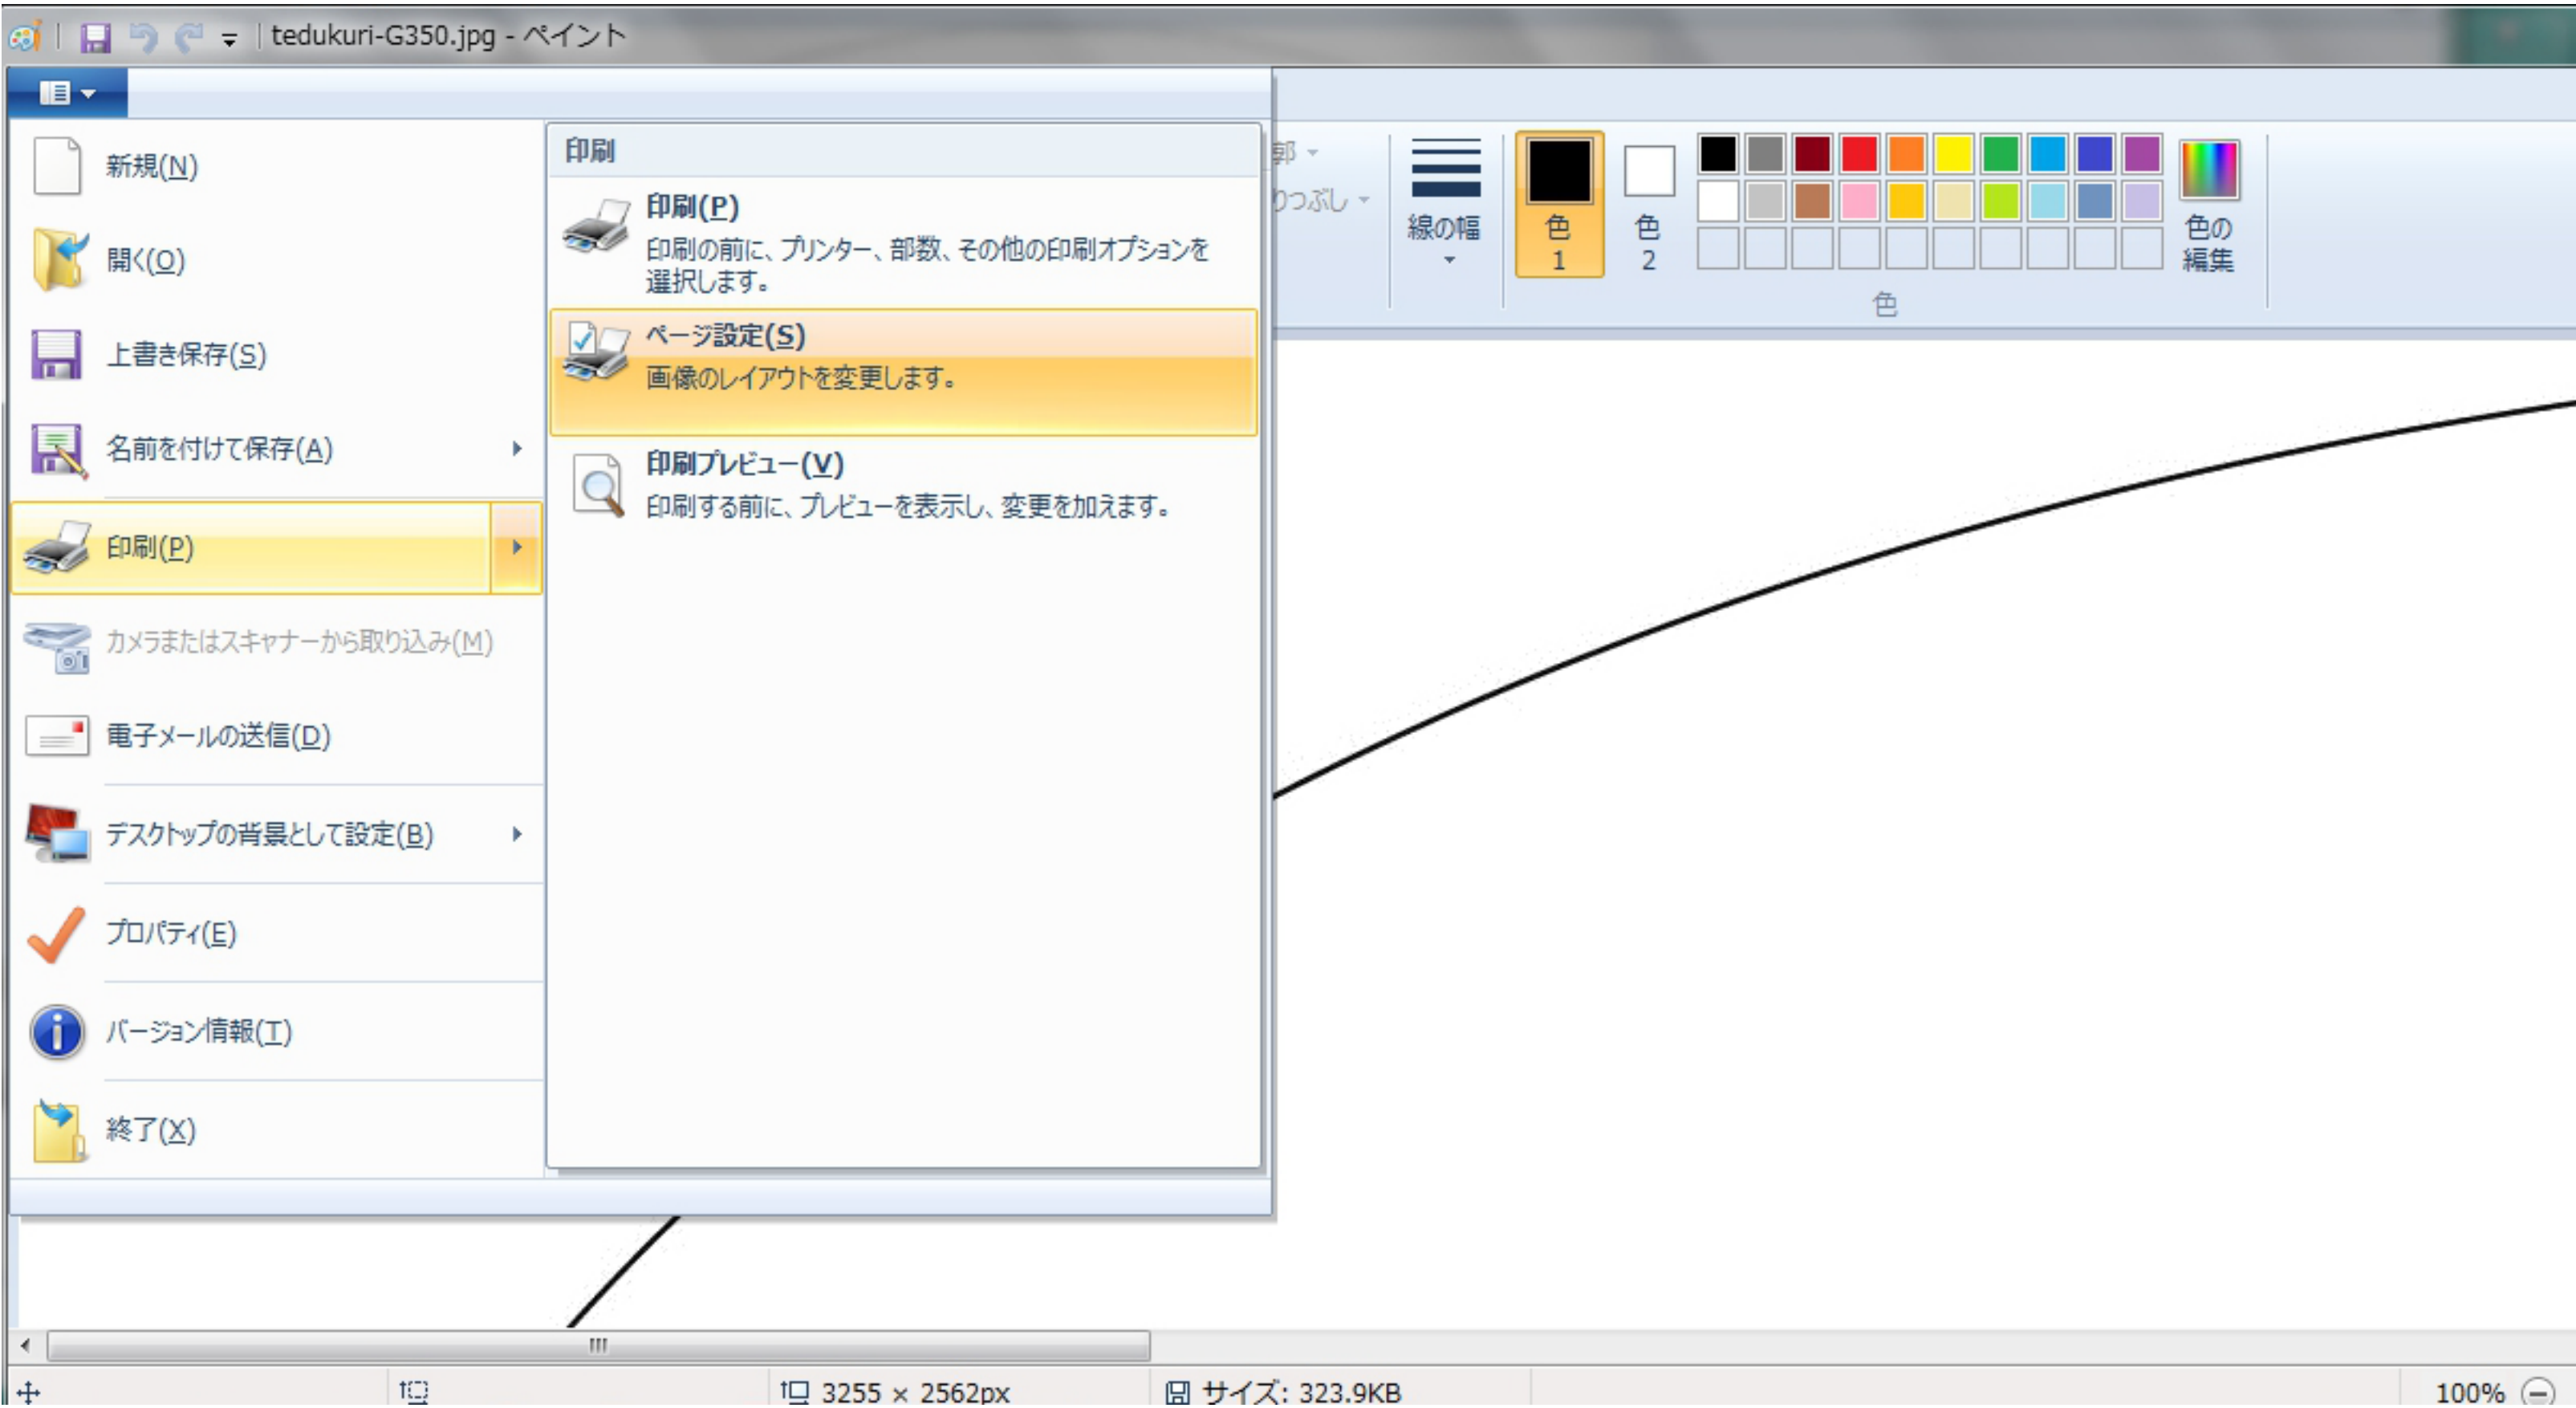 tedukuri-G350.jpg - ペイント
新規(N)
開く(O)
上書き保存(S)
名前を付けて保存(A)
印刷(P)
カメラまたはスキャナーから取り込み(M)
電子メールの送信(D)
デスクトップの背景として設定(B)
プロパティ(E)
バージョン情報(T)
終了(X)
印刷
印刷(P)
印刷の前に、プリンター、部数、その他の印刷オプションを
選択します。
ページ設定(S)
画像のレイアウトを変更します。
印刷プレビュー(V)
印刷する前に、プレビューを表示し、変更を加えます。
郭
りつぶし
線の幅
色
1
色
2
色の
編集
色
3255 × 2562px
サイズ: 323.9KB
100%